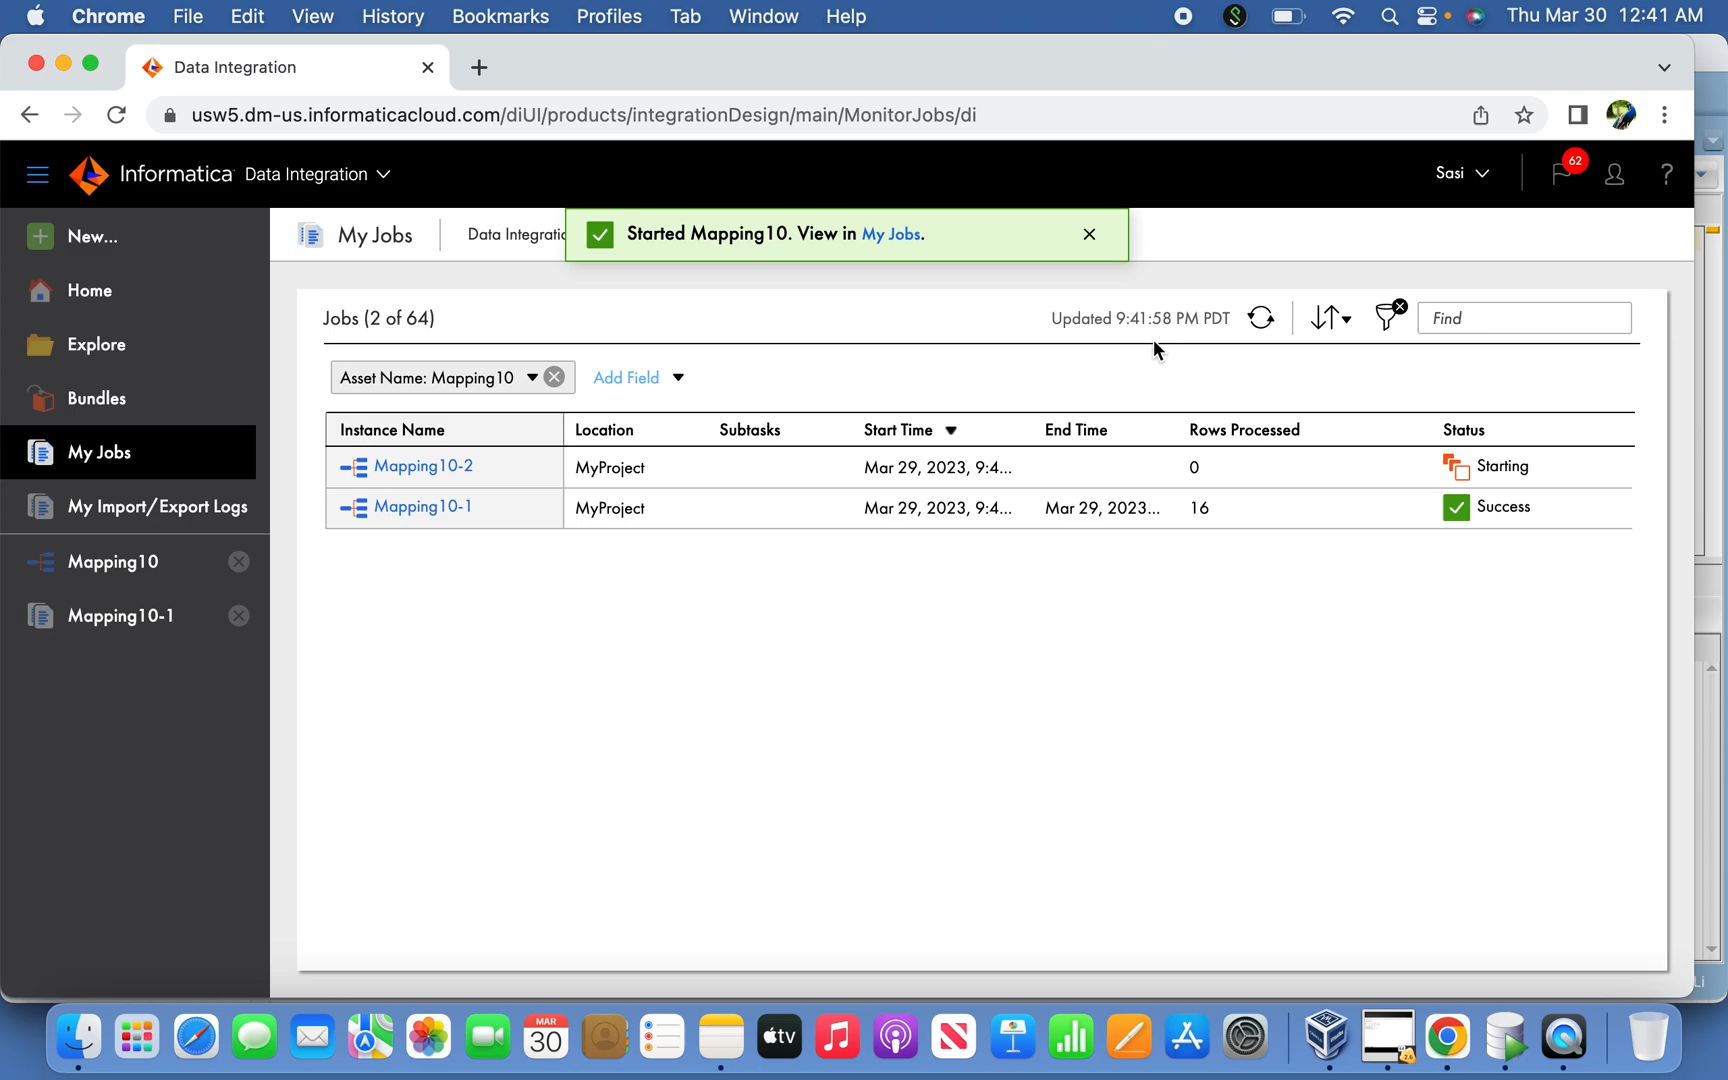 Chrome File Edit View History Bookmarks Profiles Tab Window Help Thu Mar 30 12:41 AM
Data Integration
usw5.dm-us.informaticacloud.com/diUI/products/integrationDesign/main/MonitorJobs/di
Informatica Data Integration Sasi 62 ?
New...
My Jobs Data Integratio Started Mapping10. View in My Jobs.
Home
Jobs (2 of 64) Updated 9:41:58 PM PDT Find
Explore
Asset Name: Mapping10 Add Field
Bundles
Instance Name Location Subtasks Start Time End Time Rows Processed Status
My Jobs
Mapping10-2 MyProject Mar 29, 2023, 9:4... 0 Starting
My Import/Export Logs
Mapping10-1 MyProject Mar 29, 2023, 9:4... Mar 29, 2023... 16 Success
Mapping10
Mapping10-1
Li
MAR
30
tv